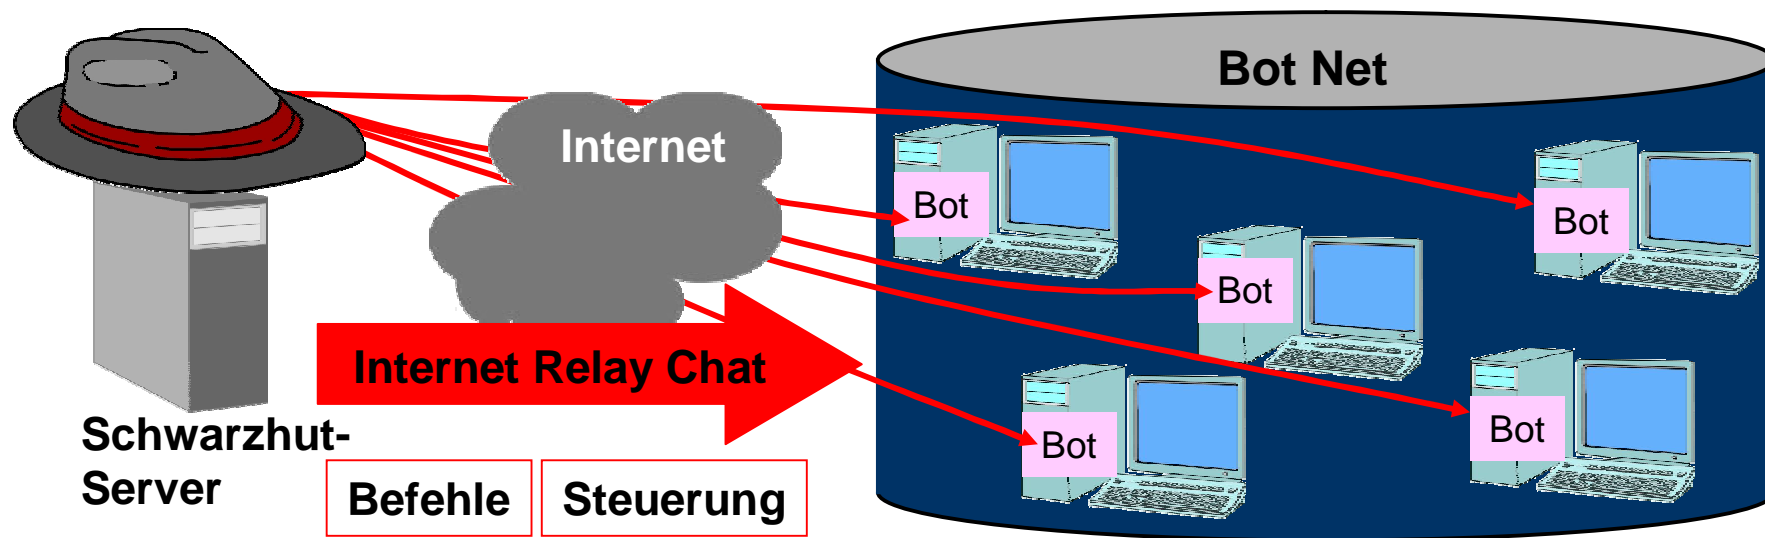 Bot Net
Internet
Bot
Bot
Bot
Bot
Bot
Internet Relay Chat
Schwarzhut-
Server
Befehle
Steuerung